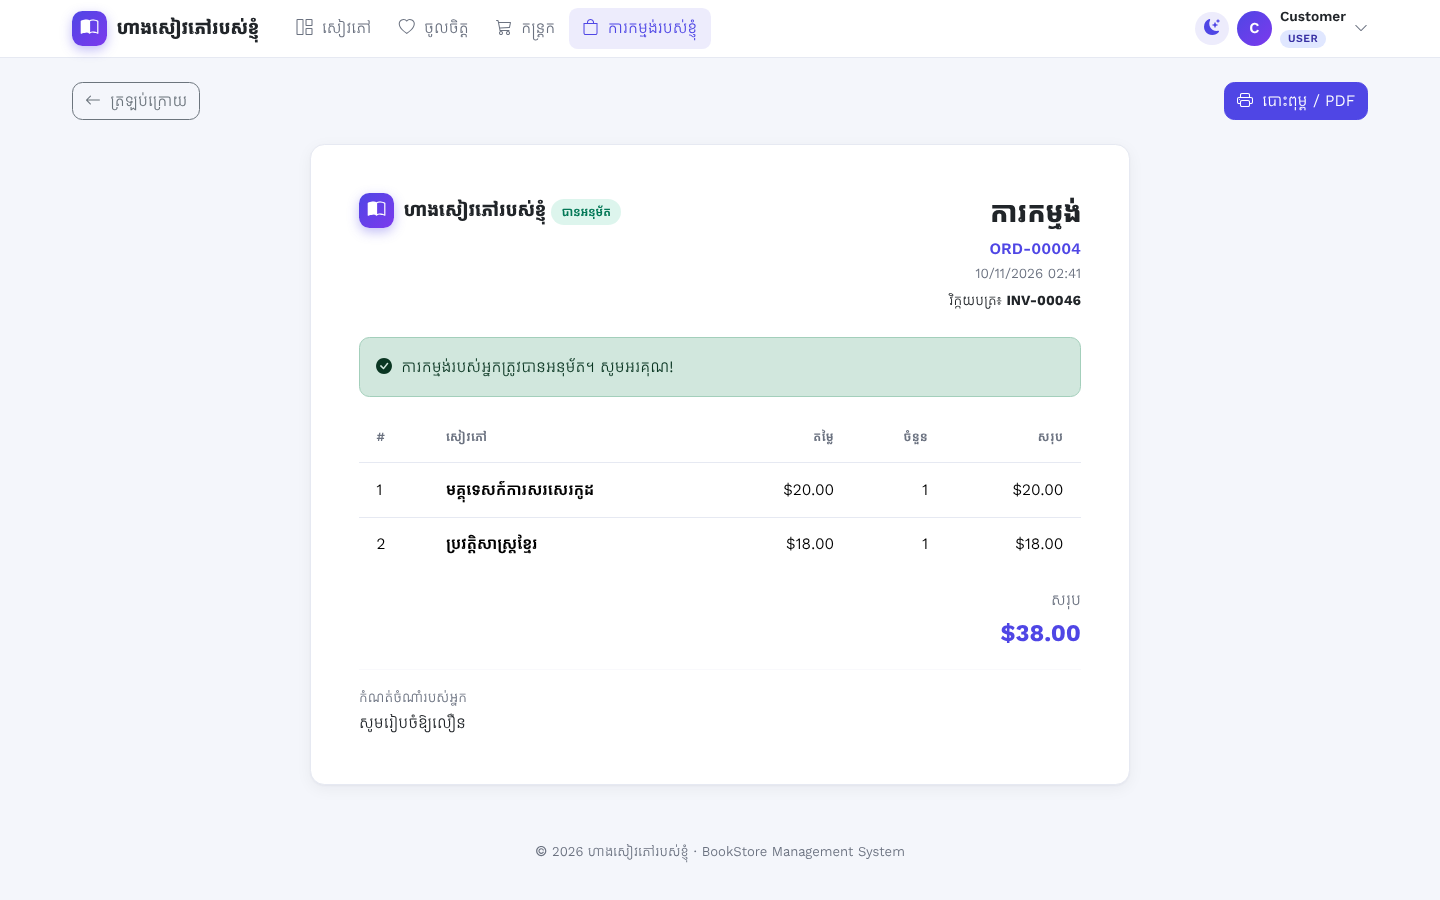 ហាងសៀវភៅរបស់ខ្ញុំ សៀវភៅ ចូលចិត្ត កន្ត្រក ការកម្មង់របស់ខ្ញុំ C Customer USER
ត្រឡប់ក្រោយ បោះពុម្ព / PDF
ហាងសៀវភៅរបស់ខ្ញុំ បានអនុម័ត
ការកម្មង់
ORD-00004
10/11/2026 02:41
វិក្កយបត្រ៖ INV-00046
ការកម្មង់របស់អ្នកត្រូវបានអនុម័ត។ សូមអរគុណ!
# សៀវភៅ តម្លៃ ចំនួន សរុប
1 មគ្គុទេសក៍ការសរសេរកូដ $20.00 1 $20.00
2 ប្រវត្តិសាស្ត្រខ្មែរ $18.00 1 $18.00
សរុប
$38.00
កំណត់ចំណាំរបស់អ្នក
សូមរៀបចំឱ្យលឿន
© 2026 ហាងសៀវភៅរបស់ខ្ញុំ · BookStore Management System